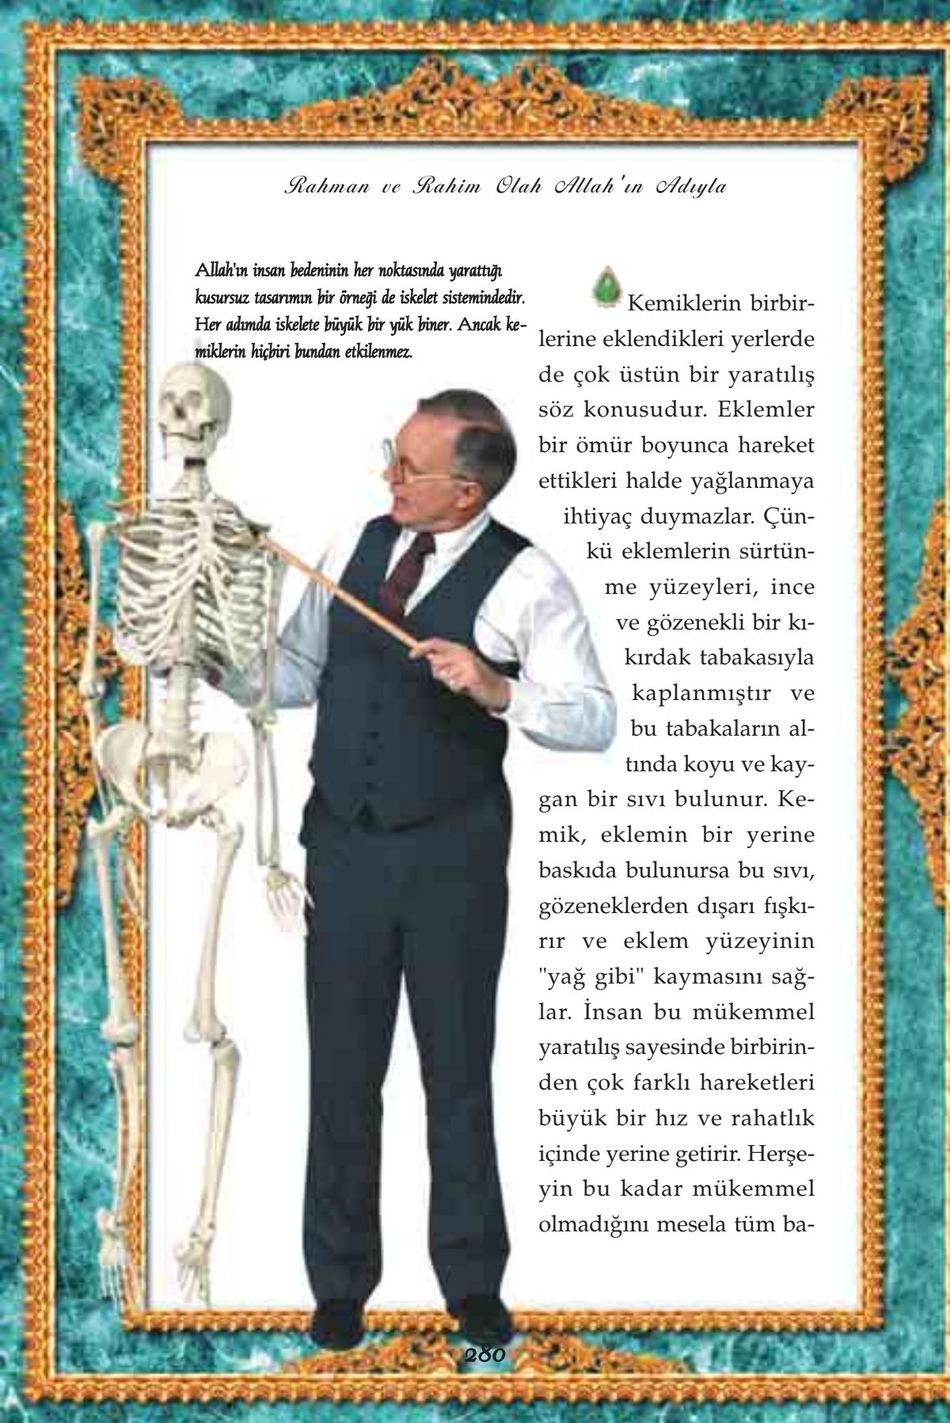 Rahman ve Rahim Olah Allah'ın Adıyla
Allah'ın insan bedeninin her noktasında yarattığı
kusursuz tasarımın bir örneği de iskelet sistemindedir.
Her adımda iskelete büyük bir yük biner. Ancak ke-
miklerin hiçbiri bundan etkilenmez.
Kemiklerin birbir-
lerine eklendikleri yerlerde
de çok üstün bir yaratılış
söz konusudur. Eklemler
bir ömür boyunca hareket
ettikleri halde yağlanmaya
ihtiyaç duymazlar. Çün-
kü eklemlerin sürtün-
me yüzeyleri, ince
ve gözenekli bir kı-
kırdak tabakasıyla
kaplanmıştır ve
bu tabakaların al-
tında koyu ve kay-
gan bir sıvı bulunur. Ke-
mik, eklemin bir yerine
baskıda bulunursa bu sıvı,
gözeneklerden dışarı fışkı-
rır ve eklem yüzeyinin
"yağ gibi" kaymasını sağ-
lar. İnsan bu mükemmel
yaratılış sayesinde birbirin-
den çok farklı hareketleri
büyük bir hız ve rahatlık
içinde yerine getirir. Herşe-
yin bu kadar mükemmel
olmadığını mesela tüm ba-
280